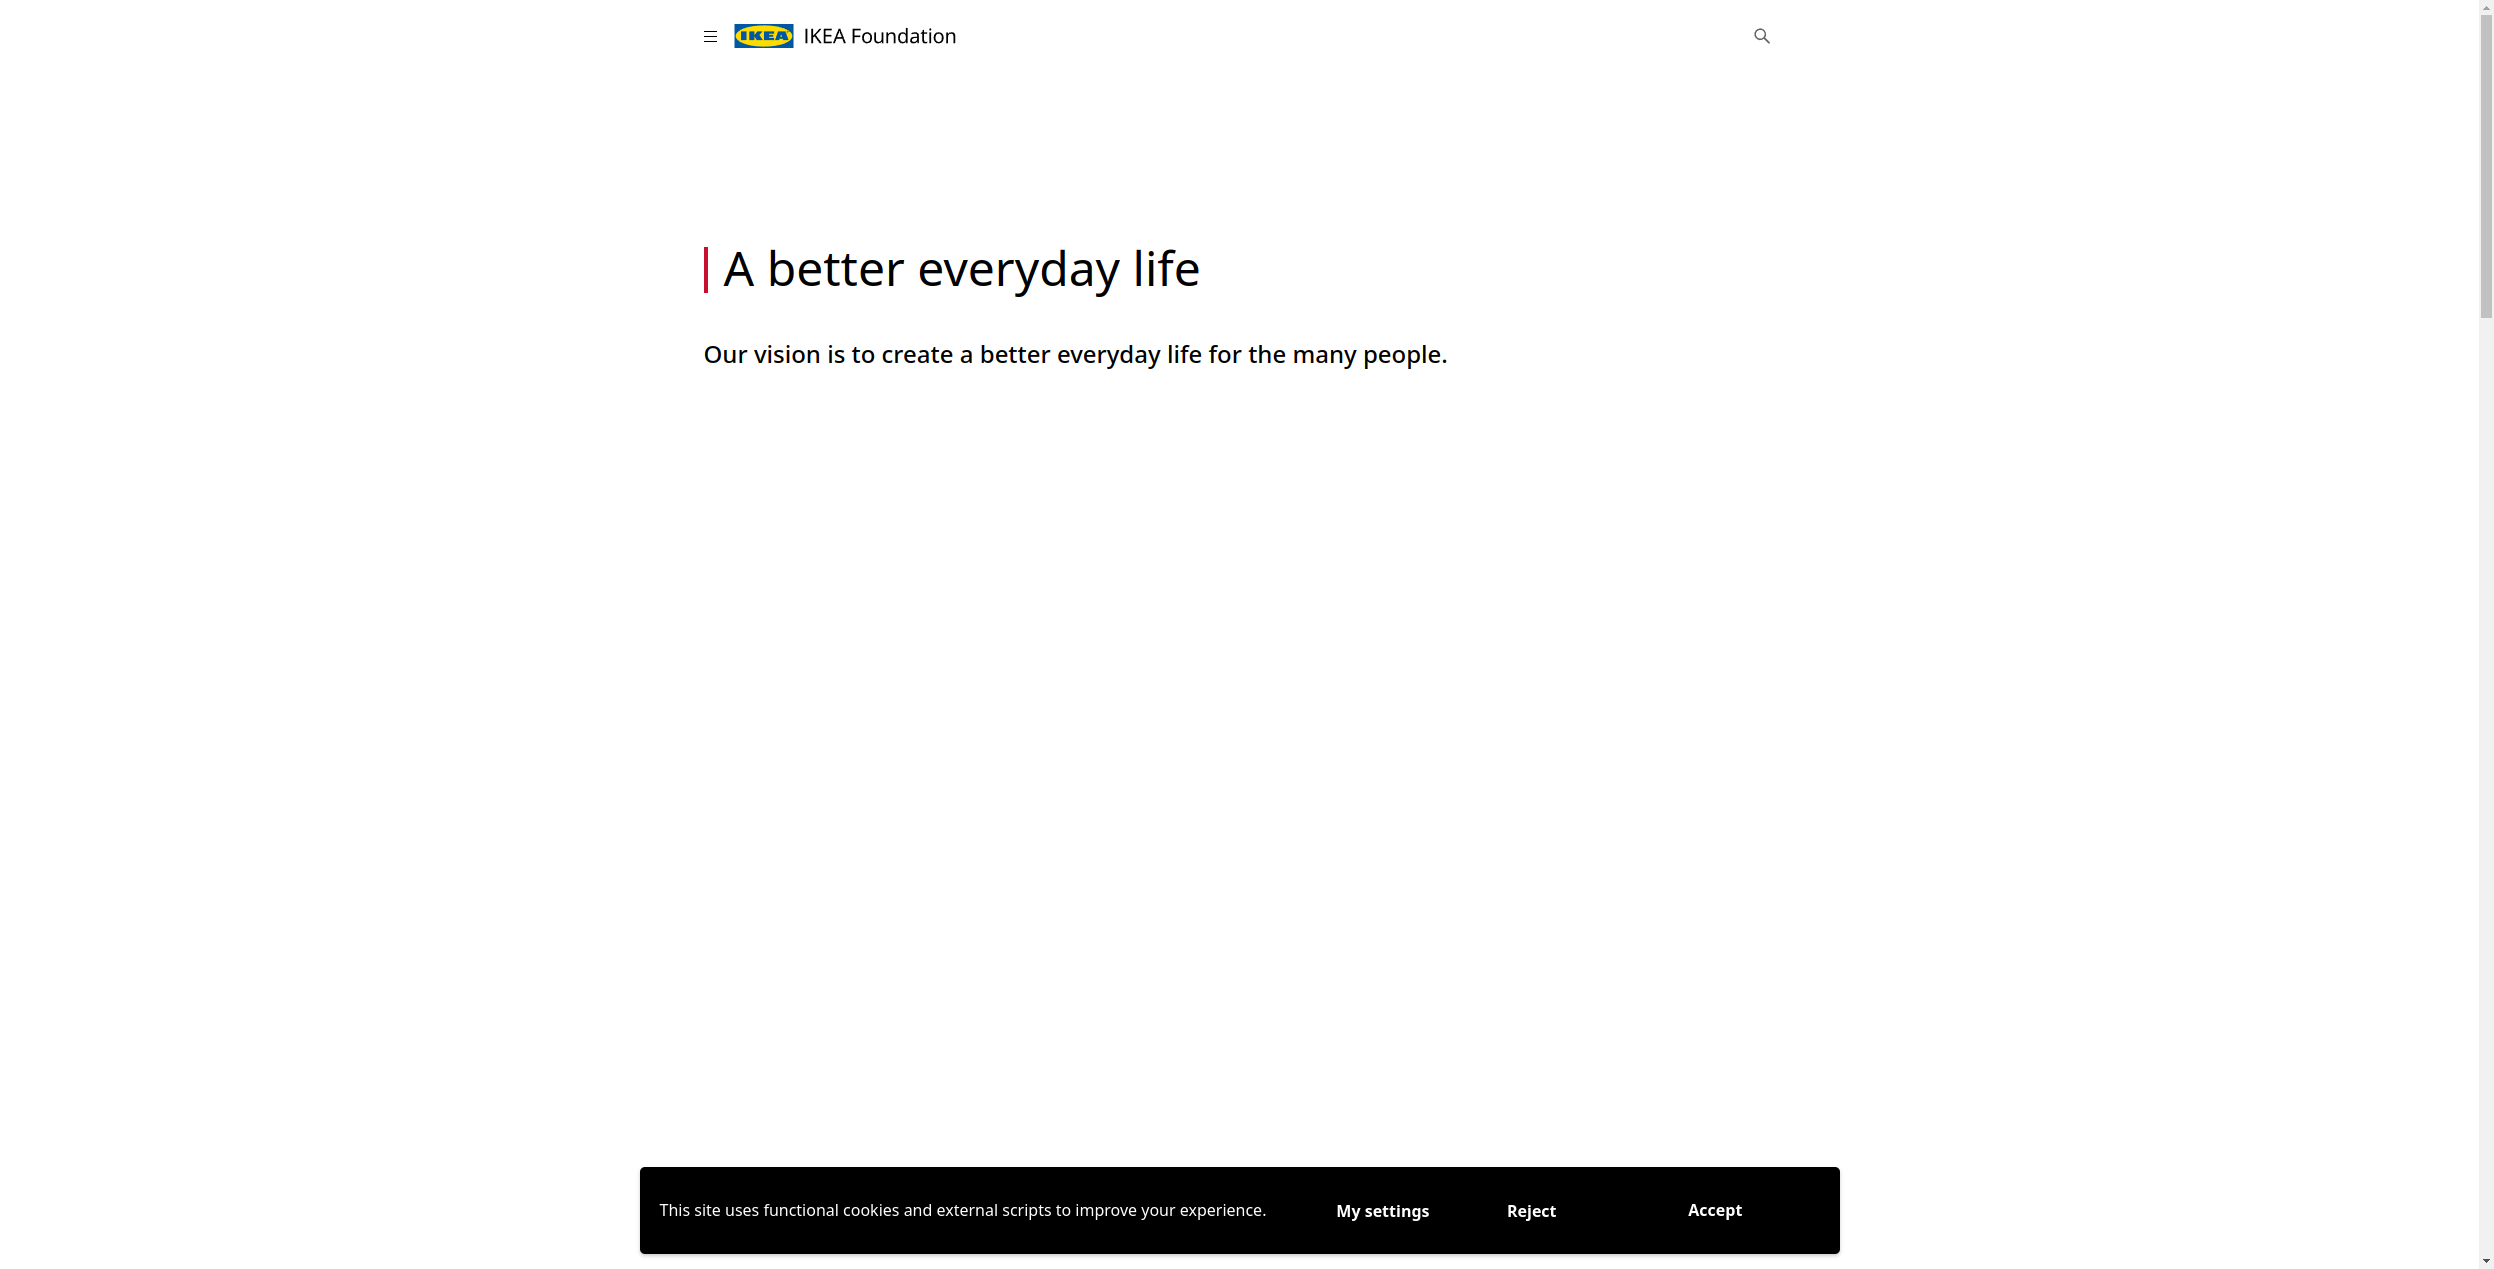 IKEA IKEA Foundation
A better everyday life
Our vision is to create a better everyday life for the many people.
This site uses functional cookies and external scripts to improve your experience. My settings Reject Accept